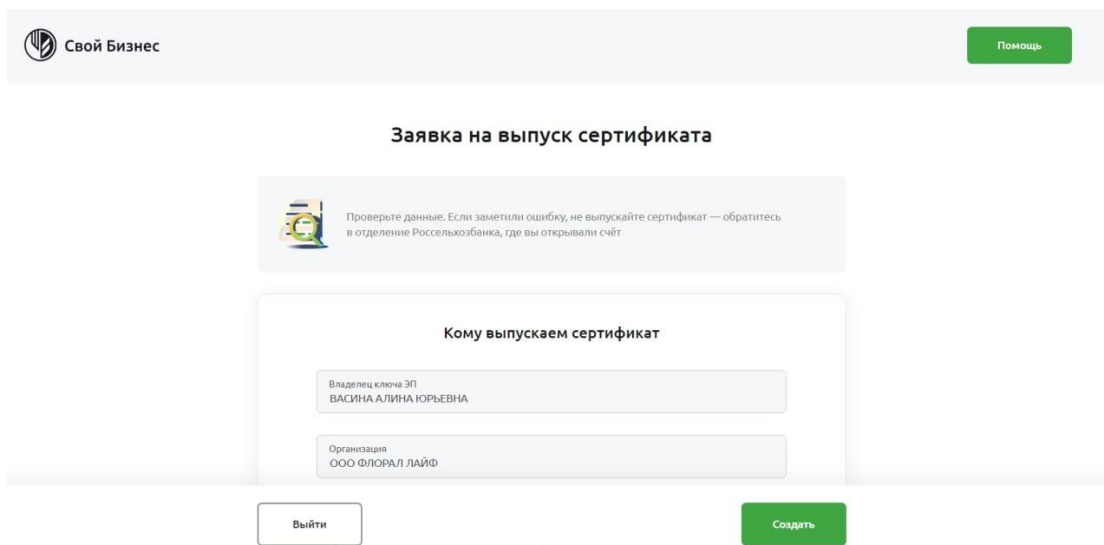 Свой Бизнес
Помощь
Заявка на выпуск сертификата
Проверьте данные. Если заметили ошибку, не выпускайте сертификат — обратитесь
в отделение Россельхозбанка, где вы открывали счёт
Кому выпускаем сертификат
Владелец ключа ЭП
ВАСИНА АЛИНА ЮРЬЕВНА
Организация
ООО ФЛОРАЛ ЛАЙФ
Выйти
Создать